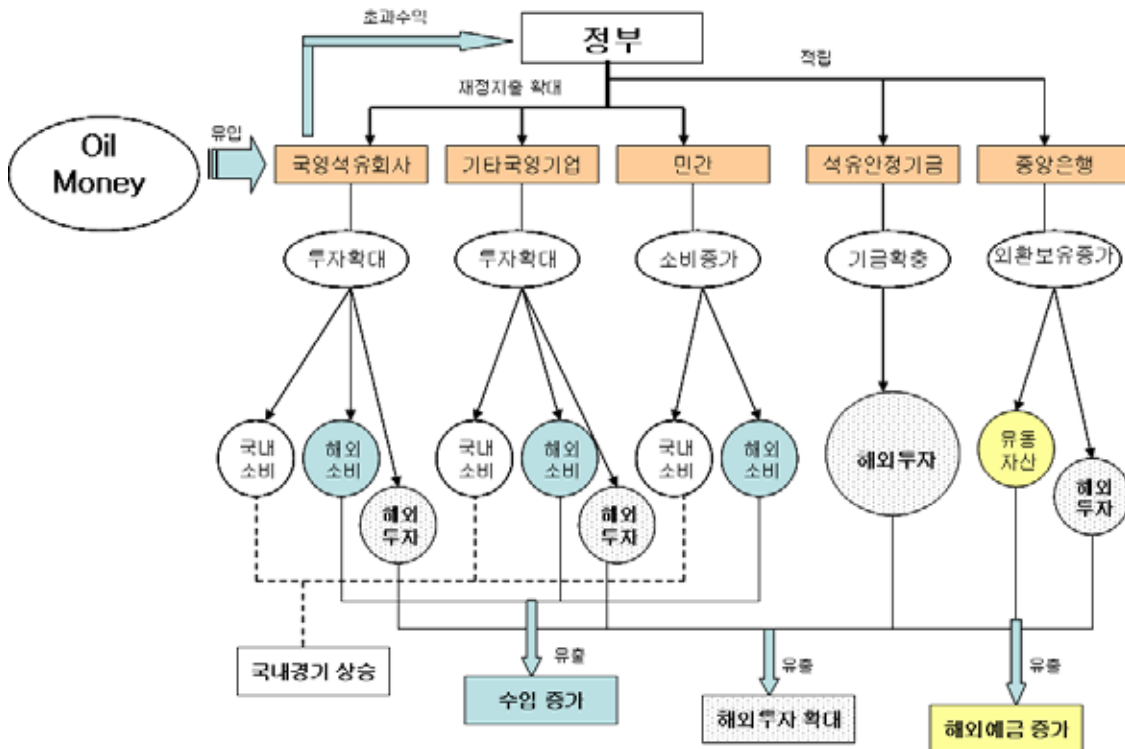 초과수익
정부
적립
재정지출 확대
Oil
Money
유입
국영석유회사
기타국영기업
민간
석유안정기금
중앙은행
투자확대
투자확대
소비증가
기금확충
외환보유증가
국내
소비
해외
소비
해외
투자
국내
소비
해외
소비
해외
투자
국내
소비
해외
소비
해외투자
유동
자산
해외
투자
국내경기 상승
유출
수입 증가
유출
해외투자 확대
유출
해외예금 증가